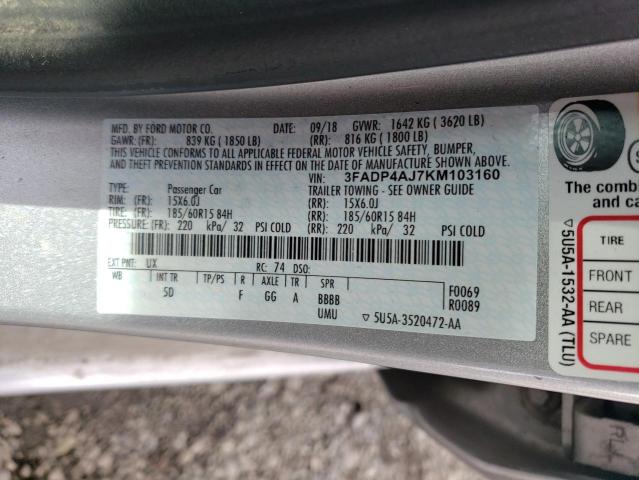 MFD. BY FORD MOTOR CO. DATE: 09/18 GVWR: 1642 KG ( 3620 LB)
GAWR: (FR): 839 KG ( 1850 LB) (RR): 816 KG ( 1800 LB)
THIS VEHICLE CONFORMS TO ALL APPLICABLE FEDERAL MOTOR VEHICLE SAFETY, BUMPER,
AND THEFT PREVENTION STANDARDS IN EFFECT ON THE DATE OF MANUFACTURE SHOWN ABOVE.
VIN: 3FADP4AJ7KM103160
TYPE: Passenger Car TRAILER TOWING - SEE OWNER GUIDE
RIM: (FR): 15X6.0J (RR): 15X6.0J
TIRE: (FR): 185/60R15 84H (RR): 185/60R15 84H
PRESSURE: (FR): 220 kPa/ 32 PSI COLD (RR): 220 kPa/ 32 PSI COLD
EXT PNT: UX RC: 74 DSO:
WB INT TR TP/PS R AXLE TR SPR F0069
5D F GG A BBBB R0089
UMU ▽ 5U5A-3520472-AA
The comb
▽ 5U5A-1532-AA (TLU)
TIRE
FRONT
REAR
SPARE